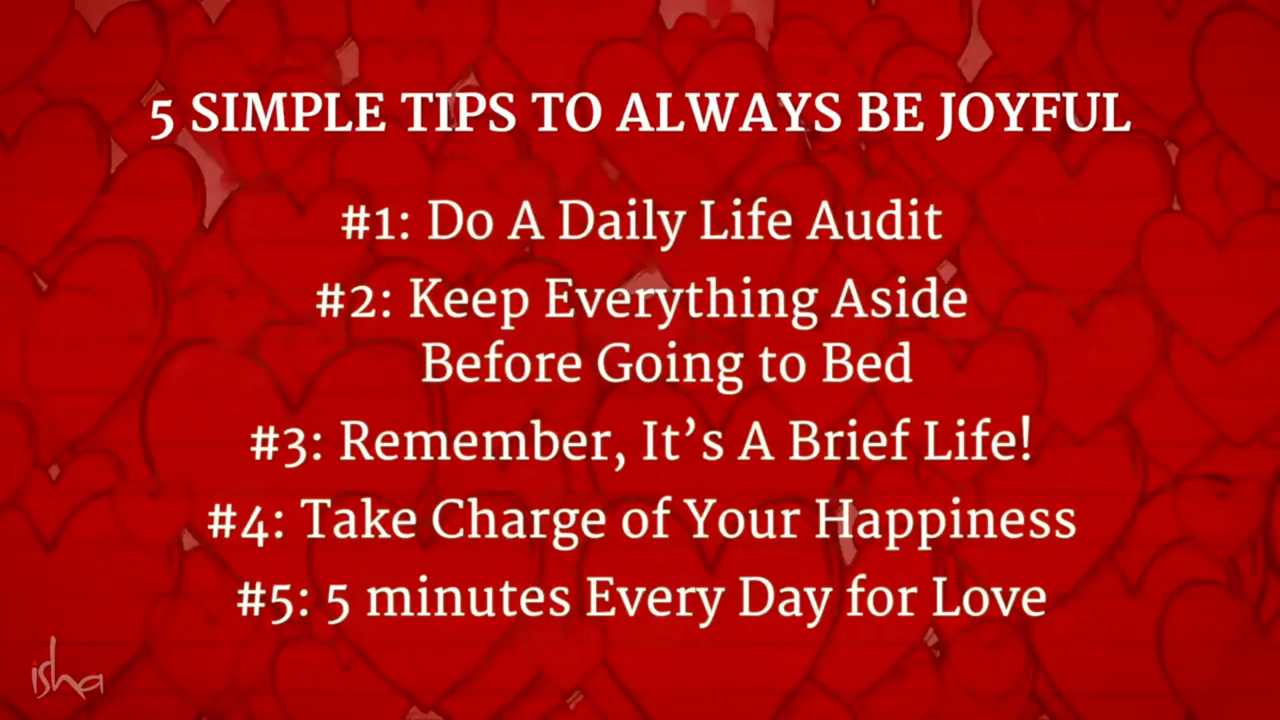 5 SIMPLE TIPS TO ALWAYS BE JOYFUL
#1: Do A Daily Life Audit
#2: Keep Everything Aside
Before Going to Bed
#3: Remember, It’s A Brief Life!
#4: Take Charge of Your Happiness
#5: 5 minutes Every Day for Love
isha